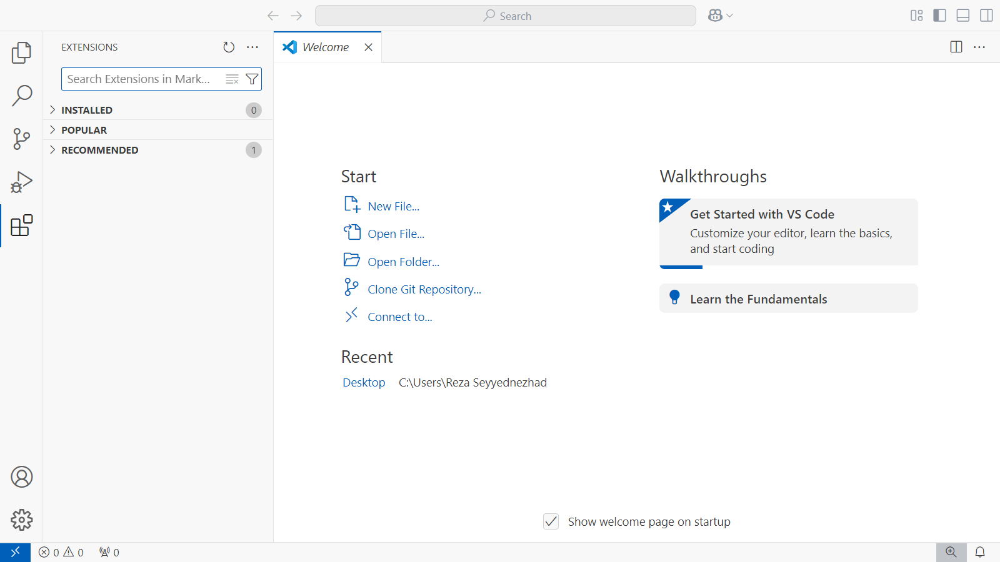 Search
EXTENSIONS
Welcome
Search Extensions in Mark...
INSTALLED 0
POPULAR
RECOMMENDED 1
Start
New File...
Open File...
Open Folder...
Clone Git Repository...
Connect to...
Recent
Desktop C:\Users\Reza Seyyednezhad
Walkthroughs
Get Started with VS Code
Customize your editor, learn the basics,
and start coding
Learn the Fundamentals
Show welcome page on startup
0 0 0